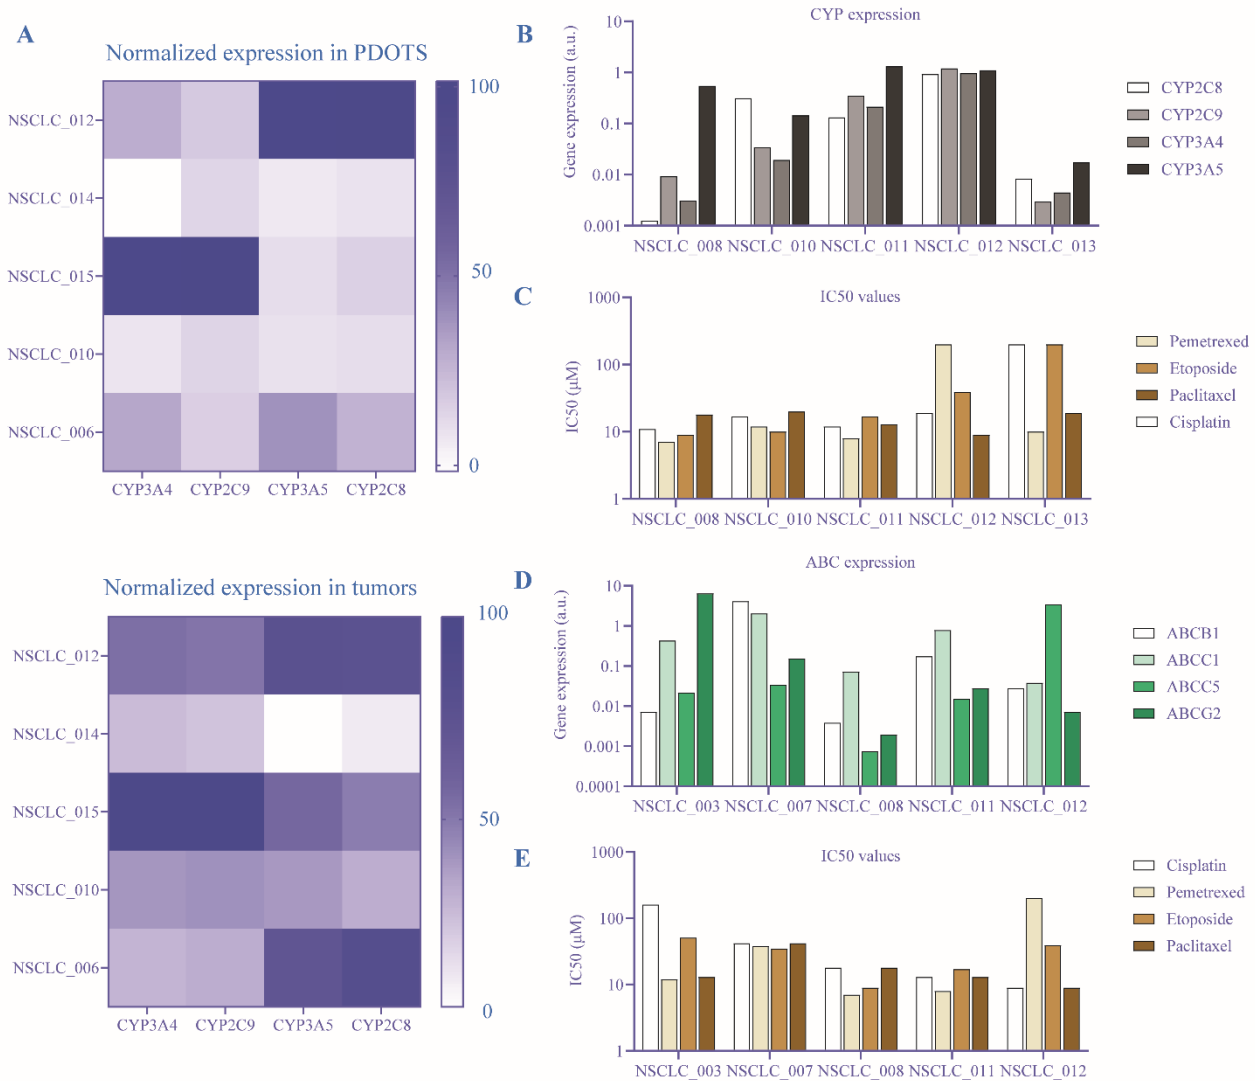 A
Normalized expression in PDOTS
NSCLC_012
NSCLC_014
NSCLC_015
NSCLC_010
NSCLC_006
CYP3A4 CYP2C9 CYP3A5 CYP2C8
100
50
0
Normalized expression in tumors
NSCLC_012
NSCLC_014
NSCLC_015
NSCLC_010
NSCLC_006
CYP3A4 CYP2C9 CYP3A5 CYP2C8
100
50
0
B
CYP expression
Gene expression (a.u.)
10
1
0.1
0.01
0.001
NSCLC_008 NSCLC_010 NSCLC_011 NSCLC_012 NSCLC_013
CYP2C8
CYP2C9
CYP3A4
CYP3A5
C
IC50 values
IC50 (μM)
1000
100
10
1
NSCLC_008 NSCLC_010 NSCLC_011 NSCLC_012 NSCLC_013
Pemetrexed
Etoposide
Paclitaxel
Cisplatin
D
ABC expression
Gene expression (a.u.)
10
1
0.1
0.01
0.001
0.0001
NSCLC_003 NSCLC_007 NSCLC_008 NSCLC_011 NSCLC_012
ABCB1
ABCC1
ABCC5
ABCG2
E
IC50 values
IC50 (μM)
1000
100
10
1
NSCLC_003 NSCLC_007 NSCLC_008 NSCLC_011 NSCLC_012
Cisplatin
Pemetrexed
Etoposide
Paclitaxel